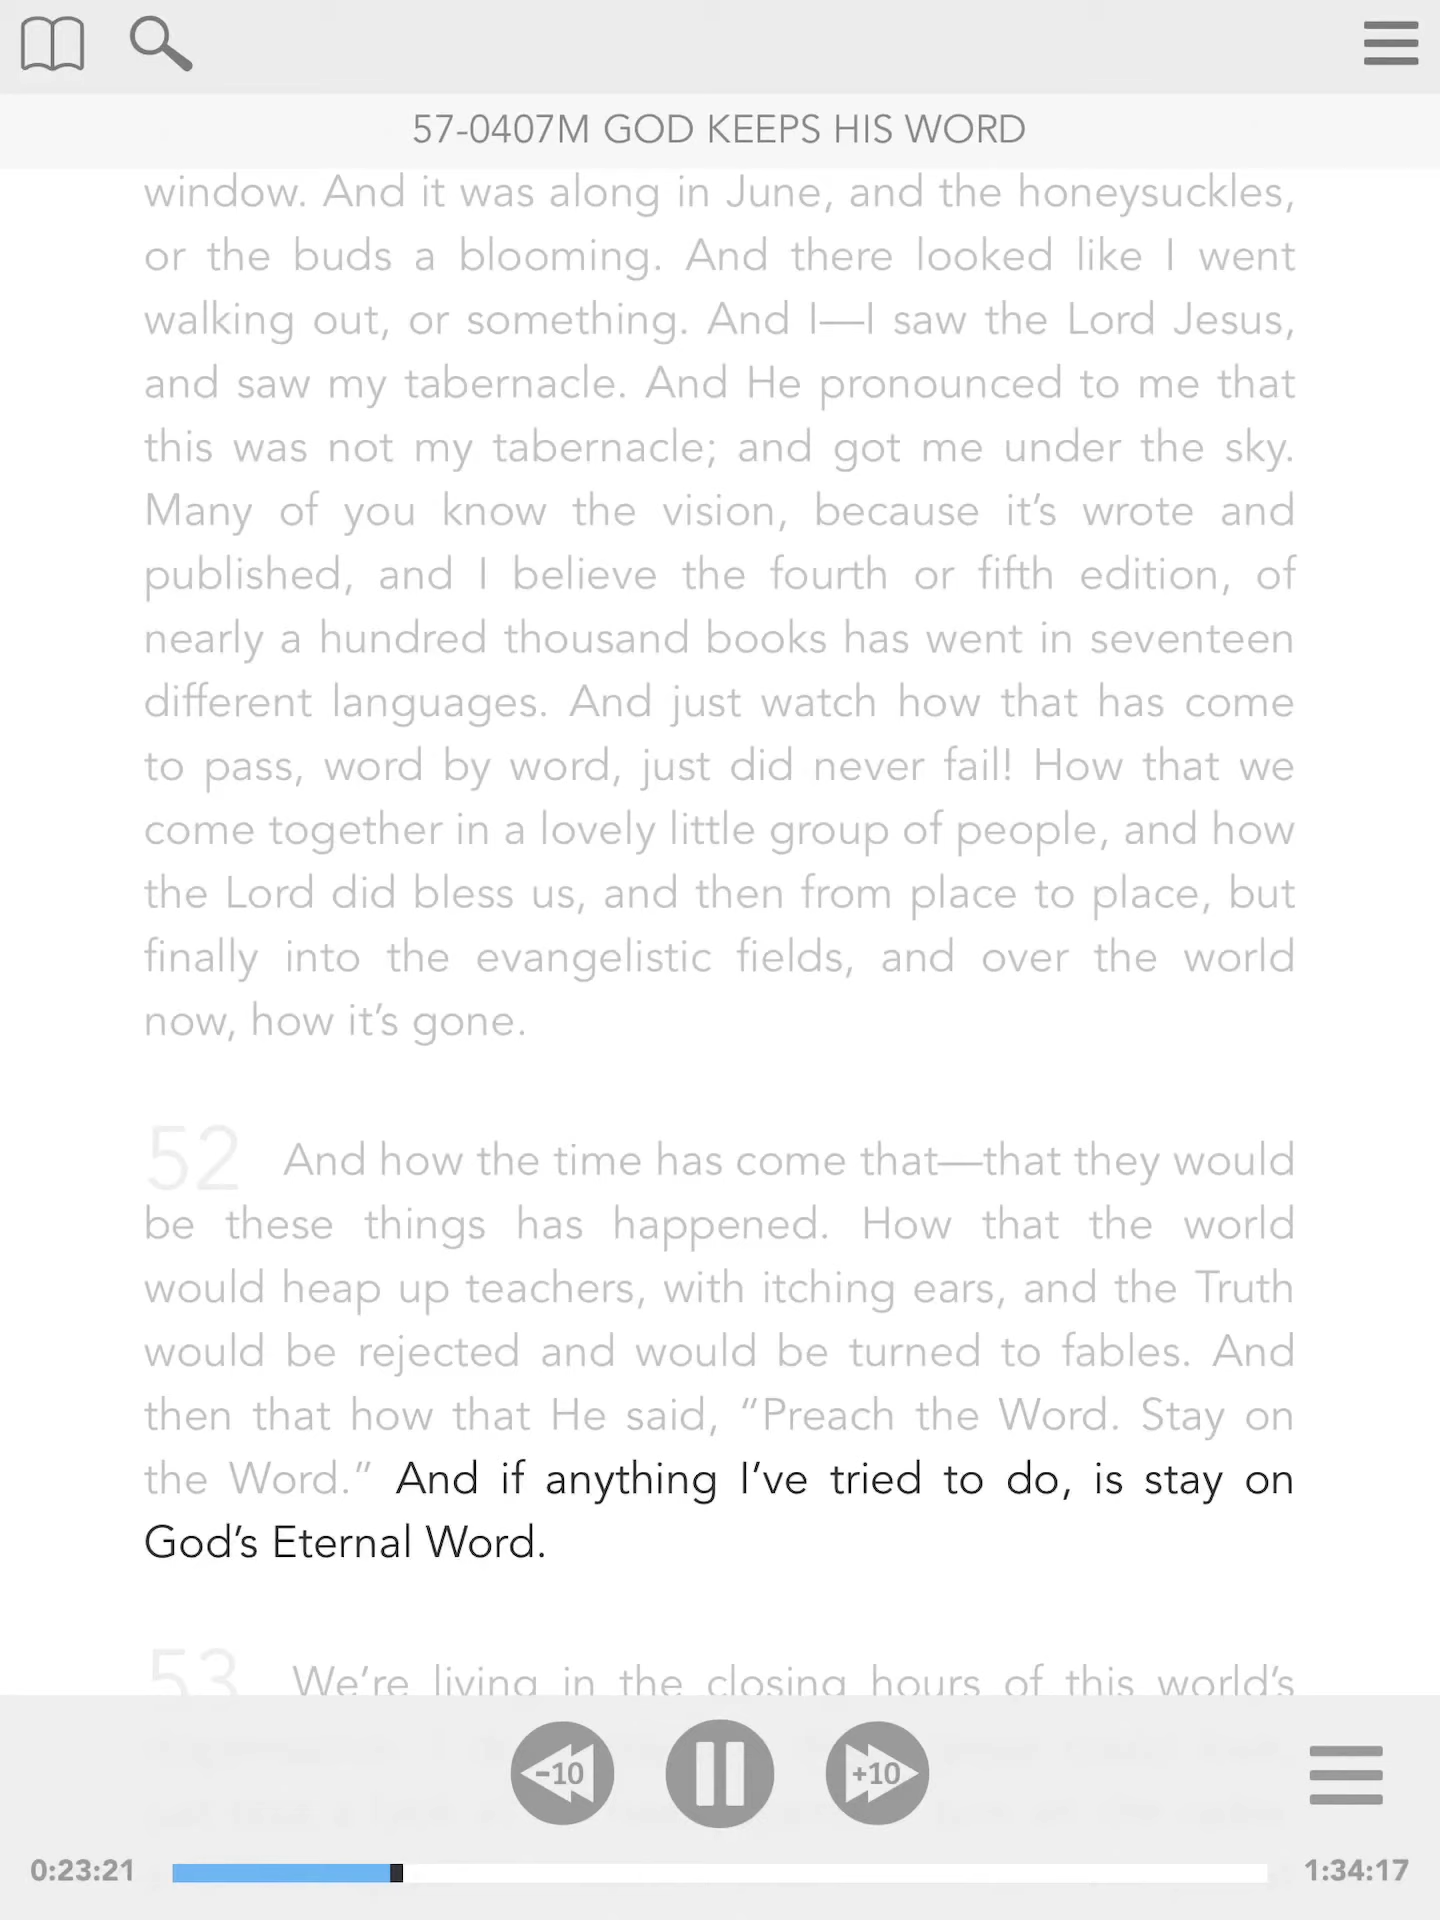 57-0407M GOD KEEPS HIS WORD
window. And it was along in June, and the honeysuckles,
or the buds a blooming. And there looked like I went
walking out, or something. And I—I saw the Lord Jesus,
and saw my tabernacle. And He pronounced to me that
this was not my tabernacle; and got me under the sky.
Many of you know the vision, because it’s wrote and
published, and I believe the fourth or fifth edition, of
nearly a hundred thousand books has went in seventeen
different languages. And just watch how that has come
to pass, word by word, just did never fail! How that we
come together in a lovely little group of people, and how
the Lord did bless us, and then from place to place, but
finally into the evangelistic fields, and over the world
now, how it’s gone.
52 And how the time has come that—that they would
be these things has happened. How that the world
would heap up teachers, with itching ears, and the Truth
would be rejected and would be turned to fables. And
then that how that He said, “Preach the Word. Stay on
the Word.” And if anything I’ve tried to do, is stay on
God’s Eternal Word.
53 We’re living in the closing hours of this world’s
-10 +10
0:23:21 1:34:17